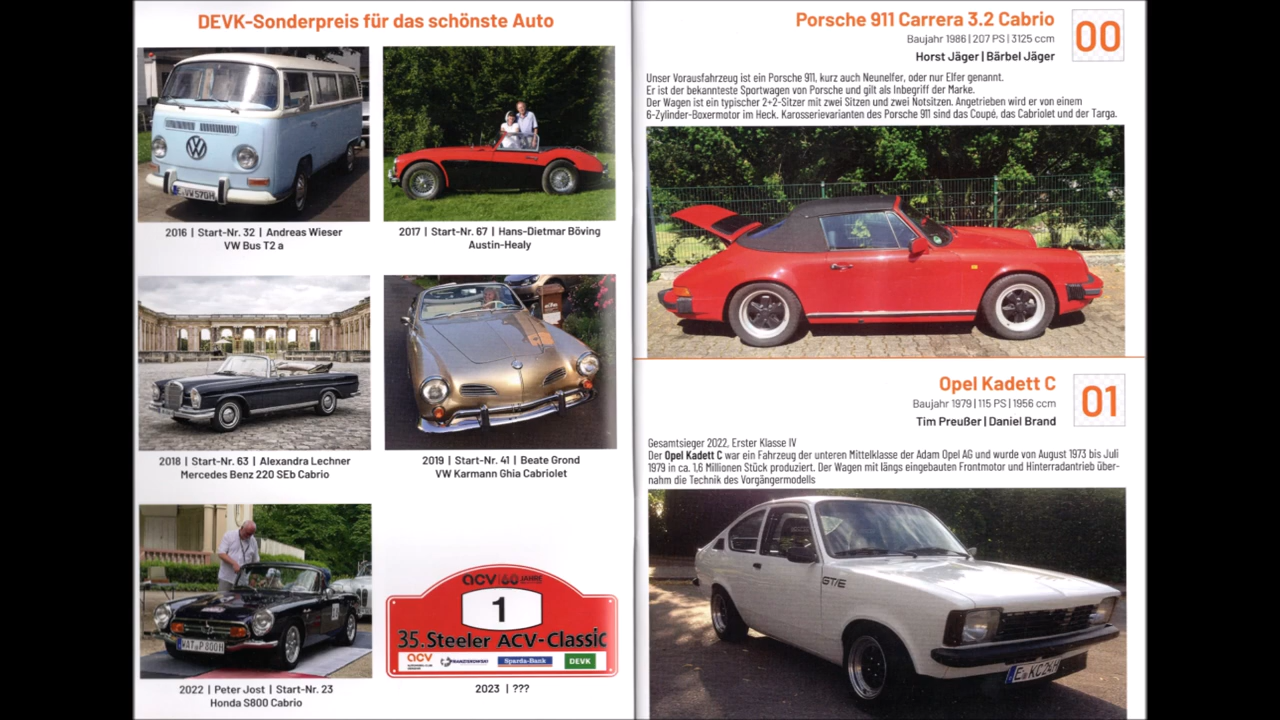 DEVK-Sonderpreis für das schönste Auto
2016 | Start-Nr. 32 | Andreas Wieser
VW Bus T2 a
2017 | Start-Nr. 67 | Hans-Dietmar Böving
Austin-Healy
2018 | Start-Nr. 63 | Alexandra Lechner
Mercedes Benz 220 SEb Cabrio
2019 | Start-Nr. 41 | Beate Grond
VW Karmann Ghia Cabriolet
WAT P 800H
2022 | Peter Jost | Start-Nr. 23
Honda S800 Cabrio
acv 60 JAHRE
1
35. Steeler ACV-Classic
acv
Sparda-Bank
DEVK
2023 | ???
Porsche 911 Carrera 3.2 Cabrio
00
Baujahr 1986 | 207 PS | 3125 ccm
Horst Jäger | Bärbel Jäger
Unser Vorausfahrzeug ist ein Porsche 911, kurz auch Neunelfer, oder nur Elfer genannt.
Er ist der bekannteste Sportwagen von Porsche und gilt als Inbegriff der Marke.
Der Wagen ist ein typischer 2+2-Sitzer mit zwei Sitzen und zwei Notsitzen. Angetrieben wird er von einem
6-Zylinder-Boxermotor im Heck. Karosserievarianten des Porsche 911 sind das Coupé, das Cabriolet und der Targa.
Opel Kadett C
01
Baujahr 1979 | 115 PS | 1956 ccm
Tim Preußer | Daniel Brand
Gesamtsieger 2022, Erster Klasse IV
Der Opel Kadett C war ein Fahrzeug der unteren Mittelklasse der Adam Opel AG und wurde von August 1973 bis Juli
1979 in ca. 1,6 Millionen Stück produziert. Der Wagen mit längs eingebauten Frontmotor und Hinterradantrieb über-
nahm die Technik des Vorgängermodells
GT/E